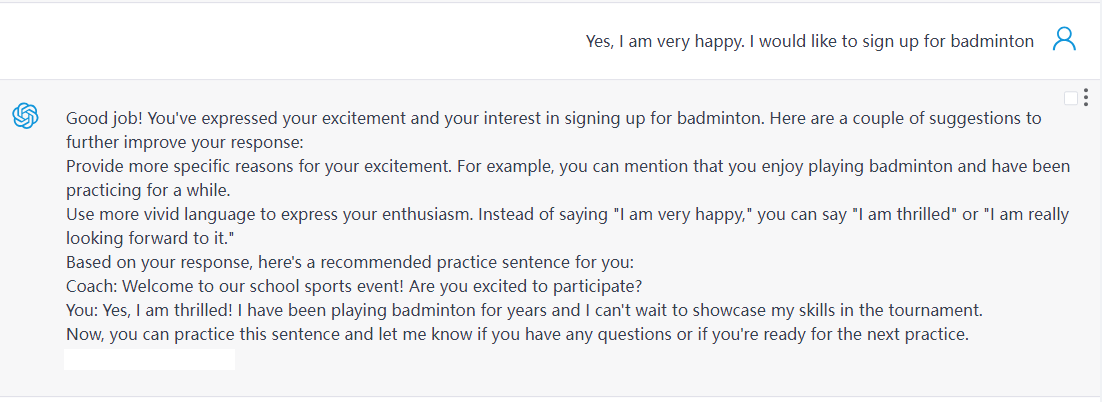 Yes, I am very happy. I would like to sign up for badminton
Good job! You've expressed your excitement and your interest in signing up for badminton. Here are a couple of suggestions to
further improve your response:
Provide more specific reasons for your excitement. For example, you can mention that you enjoy playing badminton and have been
practicing for a while.
Use more vivid language to express your enthusiasm. Instead of saying "I am very happy," you can say "I am thrilled" or "I am really
looking forward to it."
Based on your response, here's a recommended practice sentence for you:
Coach: Welcome to our school sports event! Are you excited to participate?
You: Yes, I am thrilled! I have been playing badminton for years and I can't wait to showcase my skills in the tournament.
Now, you can practice this sentence and let me know if you have any questions or if you're ready for the next practice.